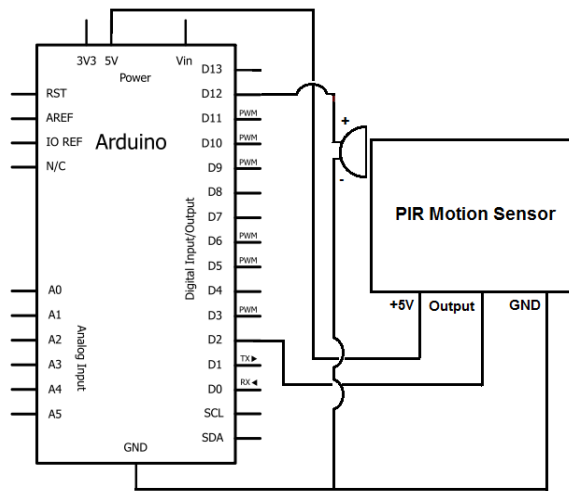 3V3 5V Vin
Power
RST
AREF
IO REF
N/C
Arduino
A0
A1
A2
A3
A4
A5
Analog Input
Digital Input/Output
D13
D12
D11 PWM
D10 PWM
D9 PWM
D8
D7
D6 PWM
D5 PWM
D4
D3 PWM
D2
D1 TX▶
D0 RX◀
SCL
SDA
GND
+
-
PIR Motion Sensor
+5V Output GND